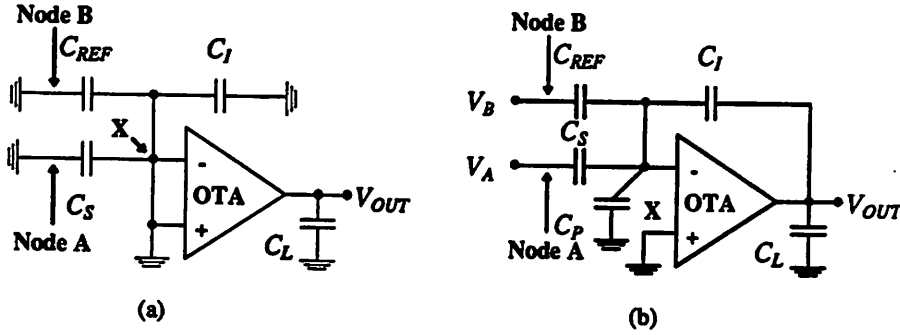 Node B
C_REF
C_I
X
C_S
Node A
-
+
OTA
V_OUT
C_L
(a)
Node B
C_REF
C_I
V_B
C_S
V_A
C_P
Node A
X
-
+
OTA
V_OUT
C_L
(b)